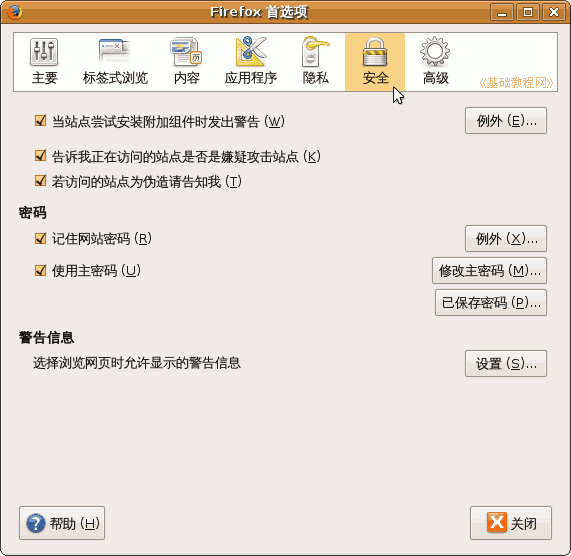 Firefox 首选项
主要 标签式浏览 内容 应用程序 隐私 安全 高级
《基础教程网》
当站点尝试安装附加组件时发出警告 (W) 例外 (E)...
告诉我正在访问的站点是否是嫌疑攻击站点 (K)
若访问的站点为伪造请告知我 (T)
密码
记住网站密码 (R) 例外 (X)...
使用主密码 (U) 修改主密码 (M)...
已保存密码 (P)...
警告信息
选择浏览网页时允许显示的警告信息 设置 (S)...
帮助 (H) 关闭